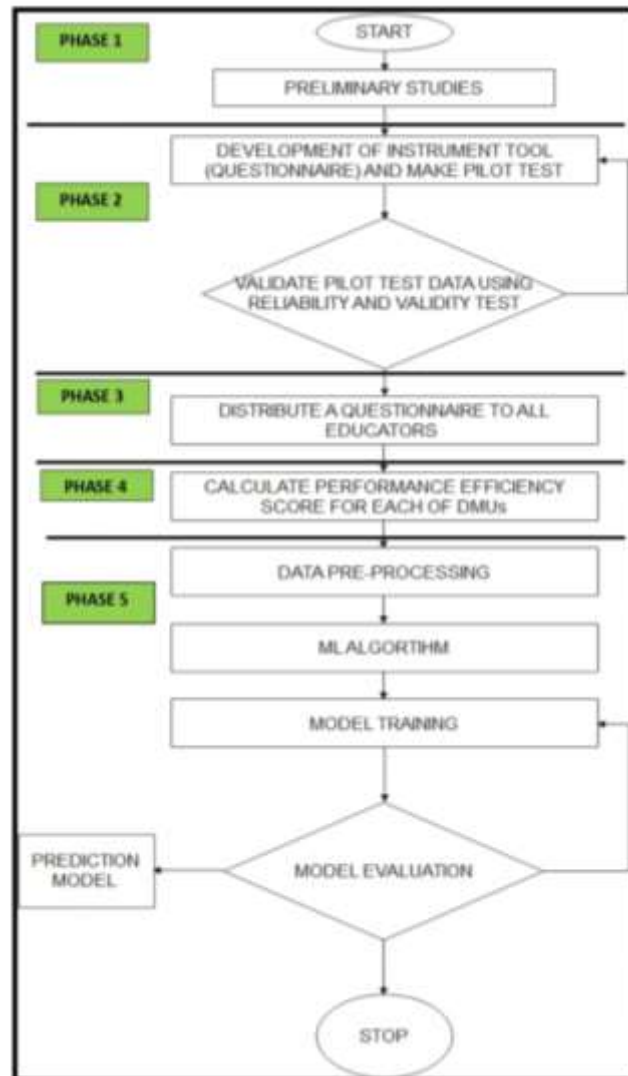 PHASE 1
START
PRELIMINARY STUDIES
PHASE 2
DEVELOPMENT OF INSTRUMENT TOOL
(QUESTIONNAIRE) AND MAKE PILOT TEST
VALIDATE PILOT TEST DATA USING
RELIABILITY AND VALIDITY TEST
PHASE 3
DISTRIBUTE A QUESTIONNAIRE TO ALL
EDUCATORS
PHASE 4
CALCULATE PERFORMANCE EFFICIENCY
SCORE FOR EACH OF DMUs
PHASE 5
DATA PRE-PROCESSING
ML ALGORTIHM
MODEL TRAINING
MODEL EVALUATION
PREDICTION
MODEL
STOP